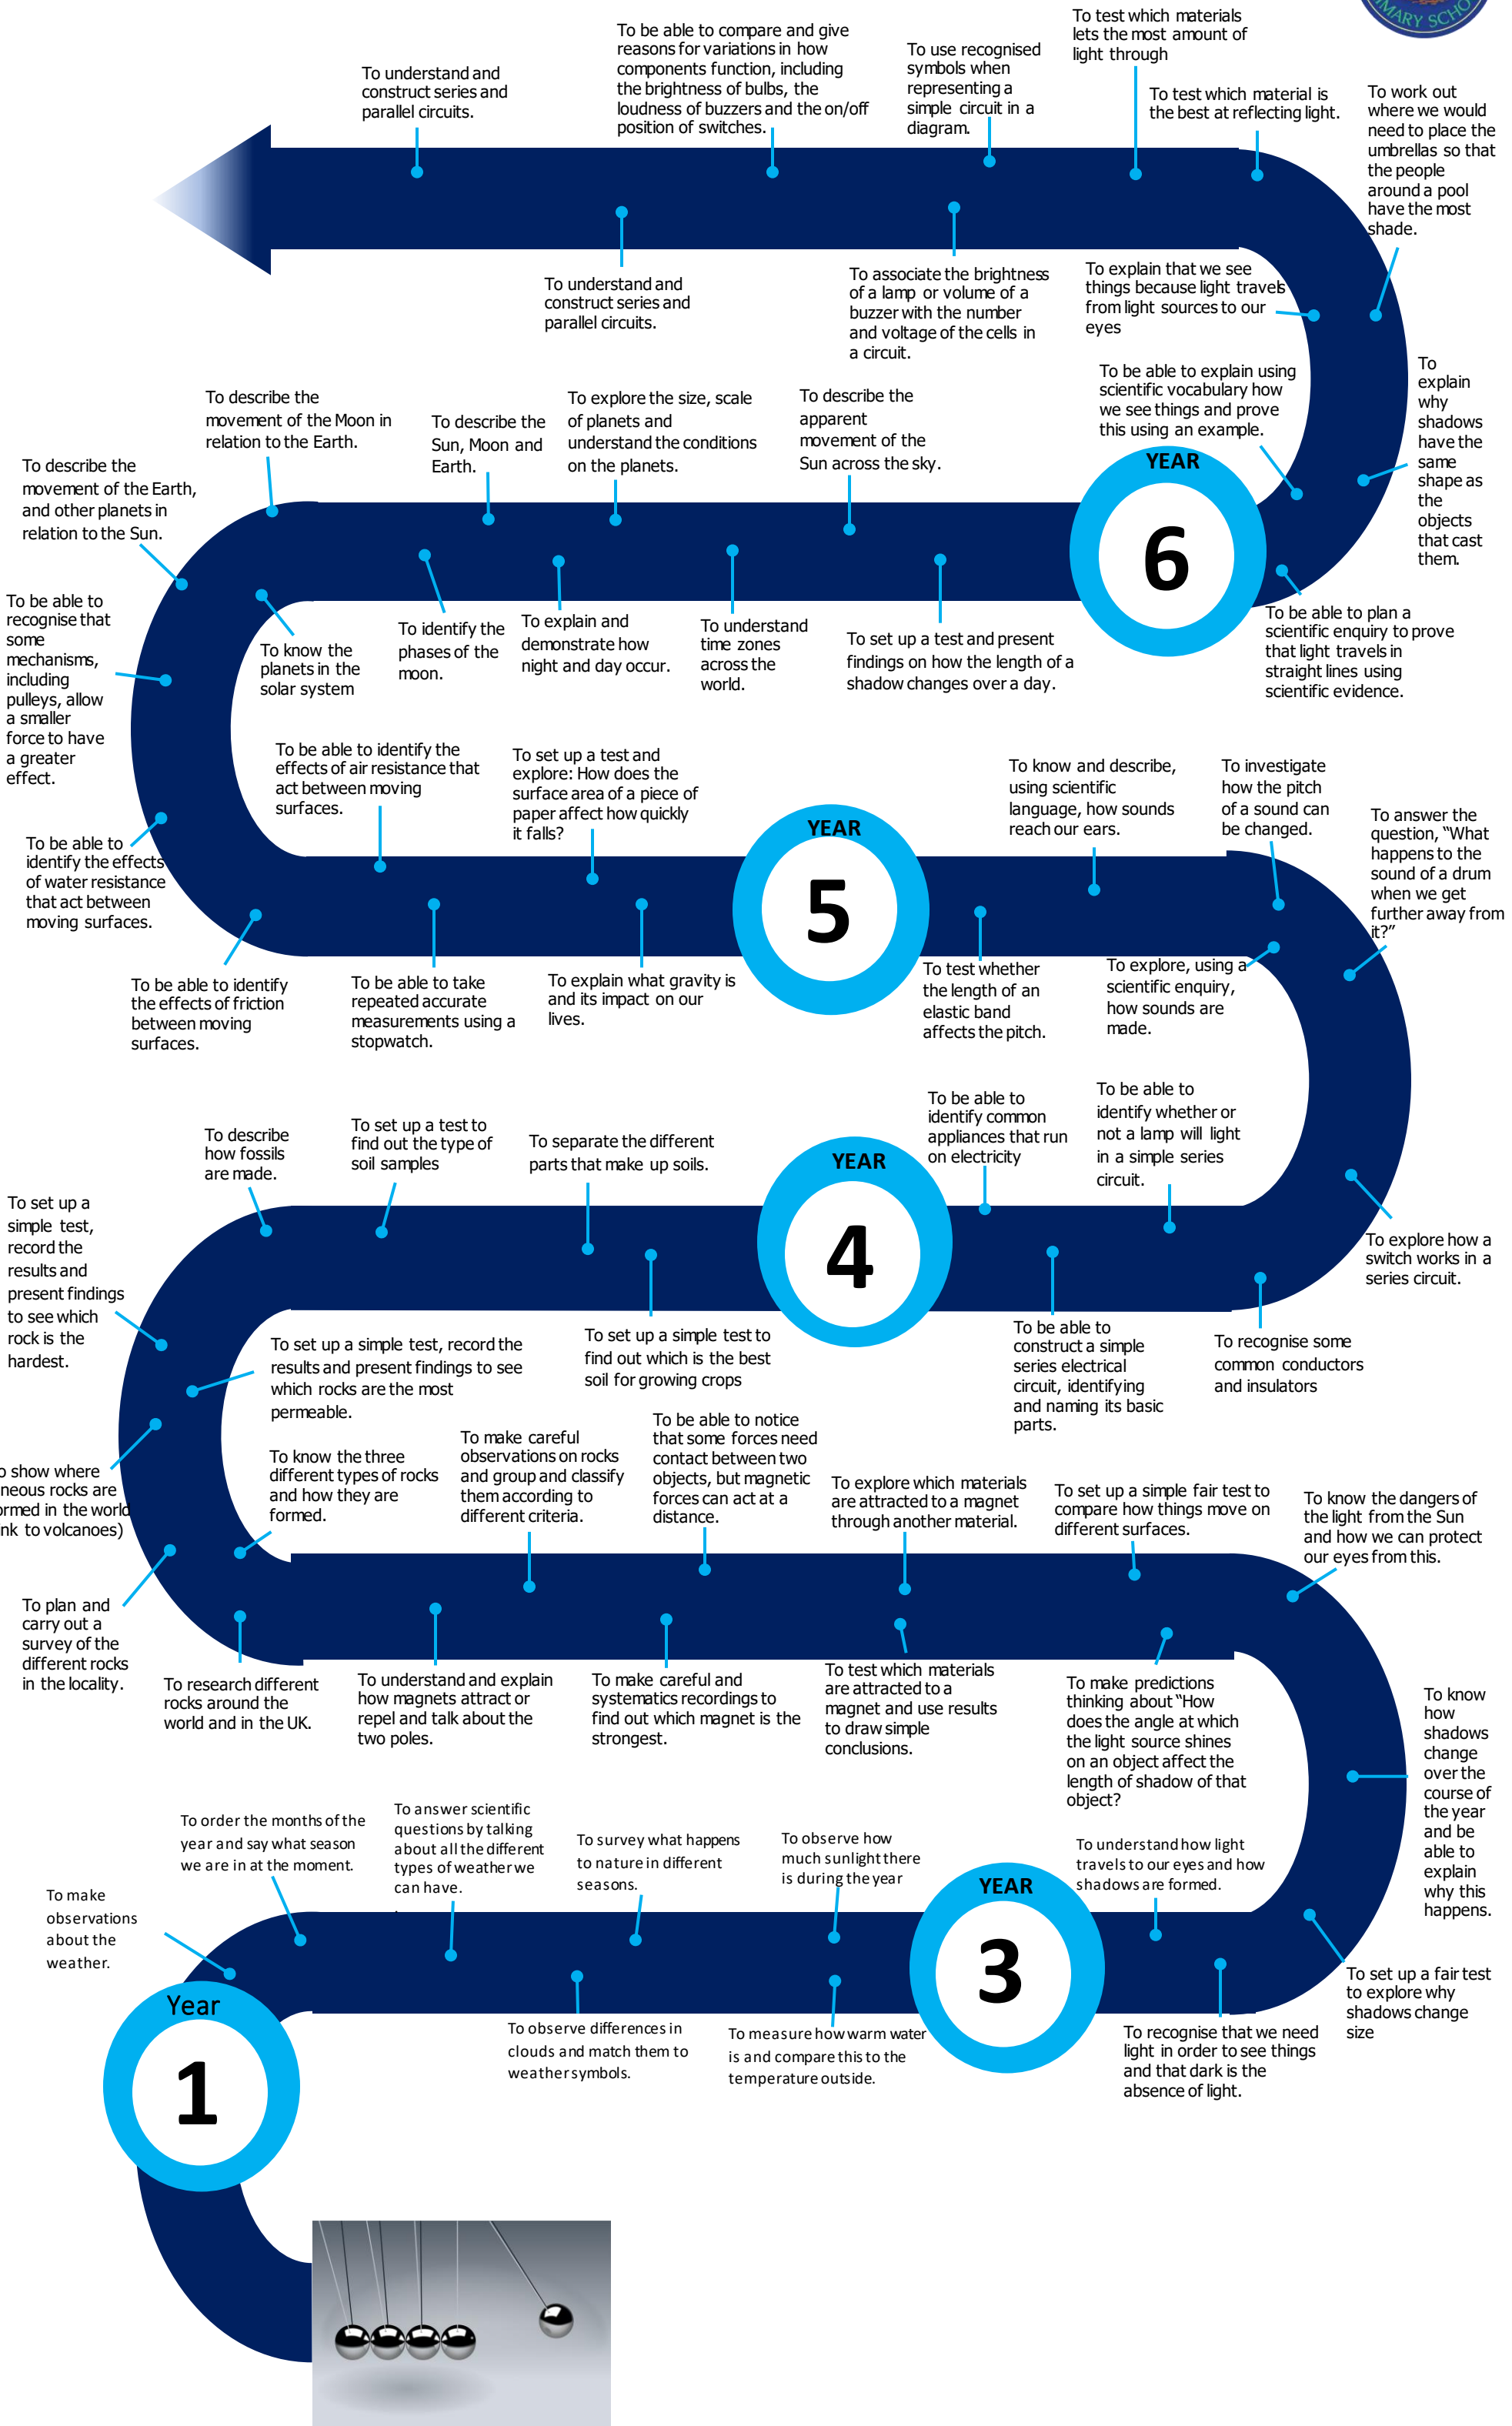 MARY SCHO
To test which materials
lets the most amount of
light through
To be able to compare and give
reasons for variations in how
components function, including
the brightness of bulbs, the
loudness of buzzers and the on/off
position of switches.
To use recognised
symbols when
representing a
simple circuit in a
diagram.
To understand and
construct series and
parallel circuits.
To test which material is
the best at reflecting light.
To work out
where we would
need to place the
umbrellas so that
the people
around a pool
have the most
shade.
To understand and
construct series and
parallel circuits.
To associate the brightness
of a lamp or volume of a
buzzer with the number
and voltage of the cells in
a circuit.
To explain that we see
things because light travels
from light sources to our
eyes
To
explain
why
shadows
have the
same
shape as
the
objects
that cast
them.
To be able to explain using
scientific vocabulary how
we see things and prove
this using an example.
YEAR
6
To be able to plan a
scientific enquiry to prove
that light travels in
straight lines using
scientific evidence.
To describe the
movement of the Moon in
relation to the Earth.
To describe the
Sun, Moon and
Earth.
To explore the size, scale
of planets and
understand the conditions
on the planets.
To describe the
apparent
movement of the
Sun across the sky.
To describe the
movement of the Earth,
and other planets in
relation to the Sun.
To be able to
recognise that
some
mechanisms,
including
pulleys, allow
a smaller
force to have
a greater
effect.
To know the
planets in the
solar system
To identify the
phases of the
moon.
To explain and
demonstrate how
night and day occur.
To understand
time zones
across the
world.
To set up a test and present
findings on how the length of a
shadow changes over a day.
To be able to identify the
effects of air resistance that
act between moving
surfaces.
To set up a test and
explore: How does the
surface area of a piece of
paper affect how quickly
it falls?
YEAR
5
To know and describe,
using scientific
language, how sounds
reach our ears.
To investigate
how the pitch
of a sound can
be changed.
To answer the
question, “What
happens to the
sound of a drum
when we get
further away from
it?”
To be able to
identify the effects
of water resistance
that act between
moving surfaces.
To be able to identify
the effects of friction
between moving
surfaces.
To be able to take
repeated accurate
measurements using a
stopwatch.
To explain what gravity is
and its impact on our
lives.
To test whether
the length of an
elastic band
affects the pitch.
To explore, using a
scientific enquiry,
how sounds are
made.
To describe
how fossils
are made.
To set up a test to
find out the type of
soil samples
To separate the different
parts that make up soils.
YEAR
4
To be able to
identify common
appliances that run
on electricity
To be able to
identify whether or
not a lamp will light
in a simple series
circuit.
To explore how a
switch works in a
series circuit.
To set up a
simple test,
record the
results and
present findings
to see which
rock is the
hardest.
To set up a simple test, record the
results and present findings to see
which rocks are the most
permeable.
To set up a simple test to
find out which is the best
soil for growing crops
To be able to
construct a simple
series electrical
circuit, identifying
and naming its basic
parts.
To recognise some
common conductors
and insulators
o show where
neous rocks are
ormed in the world
ink to volcanoes)
To know the three
different types of rocks
and how they are
formed.
To make careful
observations on rocks
and group and classify
them according to
different criteria.
To be able to notice
that some forces need
contact between two
objects, but magnetic
forces can act at a
distance.
To explore which materials
are attracted to a magnet
through another material.
To set up a simple fair test to
compare how things move on
different surfaces.
To know the dangers of
the light from the Sun
and how we can protect
our eyes from this.
To plan and
carry out a
survey of the
different rocks
in the locality.
To research different
rocks around the
world and in the UK.
To understand and explain
how magnets attract or
repel and talk about the
two poles.
To make careful and
systematics recordings to
find out which magnet is the
strongest.
To test which materials
are attracted to a
magnet and use results
to draw simple
conclusions.
To make predictions
thinking about “How
does the angle at which
the light source shines
on an object affect the
length of shadow of that
object?
To know
how
shadows
change
over the
course of
the year
and be
able to
explain
why this
happens.
To make
observations
about the
weather.
To order the months of the
year and say what season
we are in at the moment.
To answer scientific
questions by talking
about all the different
types of weather we
can have.
To survey what happens
to nature in different
seasons.
To observe how
much sunlight there
is during the year
YEAR
3
To understand how light
travels to our eyes and how
shadows are formed.
To set up a fair test
to explore why
shadows change
size
Year
1
To observe differences in
clouds and match them to
weather symbols.
To measure how warm water
is and compare this to the
temperature outside.
To recognise that we need
light in order to see things
and that dark is the
absence of light.